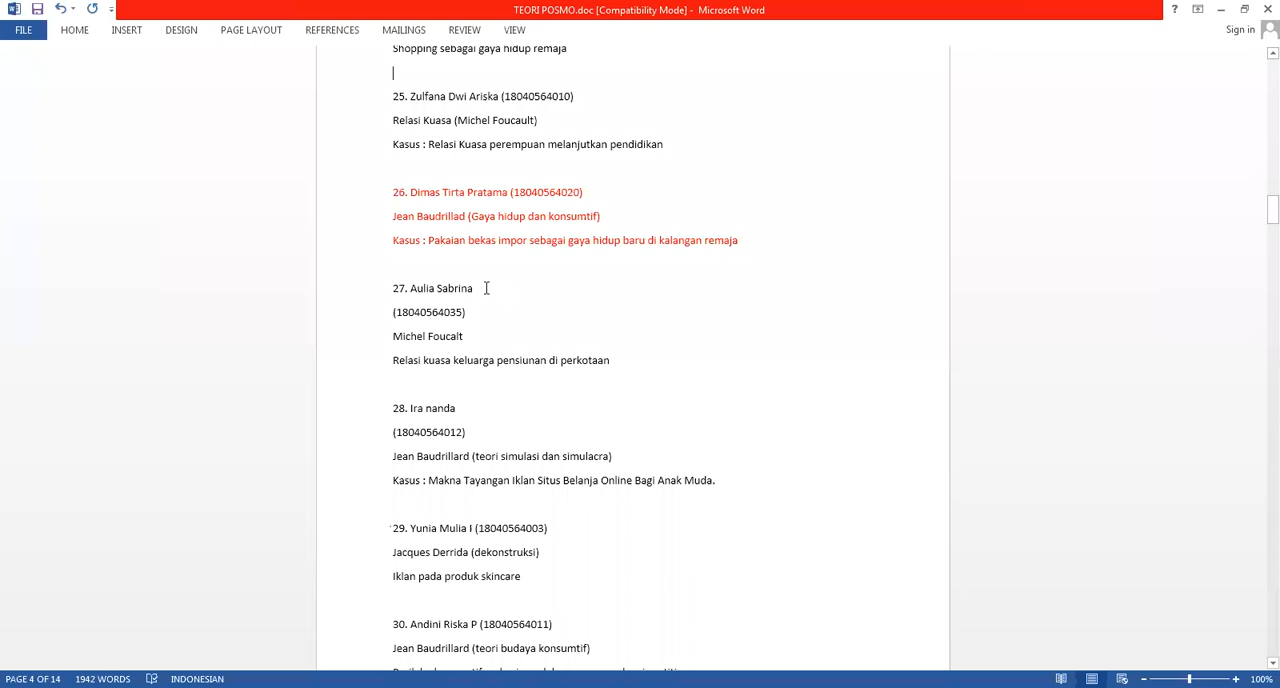 TEORI POSMO.doc [Compatibility Mode] - Microsoft Word
?
Sign in
FILE HOME INSERT DESIGN PAGE LAYOUT REFERENCES MAILINGS REVIEW VIEW
Shopping sebagai gaya hidup remaja
25. Zulfana Dwi Ariska (18040564010)
Relasi Kuasa (Michel Foucault)
Kasus : Relasi Kuasa perempuan melanjutkan pendidikan
26. Dimas Tirta Pratama (18040564020)
Jean Baudrillad (Gaya hidup dan konsumtif)
Kasus : Pakaian bekas impor sebagai gaya hidup baru di kalangan remaja
27. Aulia Sabrina
(18040564035)
Michel Foucalt
Relasi kuasa keluarga pensiunan di perkotaan
28. Ira nanda
(18040564012)
Jean Baudrillard (teori simulasi dan simulacra)
Kasus : Makna Tayangan Iklan Situs Belanja Online Bagi Anak Muda.
29. Yunia Mulia I (18040564003)
Jacques Derrida (dekonstruksi)
Iklan pada produk skincare
30. Andini Riska P (18040564011)
Jean Baudrillard (teori budaya konsumtif)
PAGE 4 OF 14 1942 WORDS INDONESIAN 100%